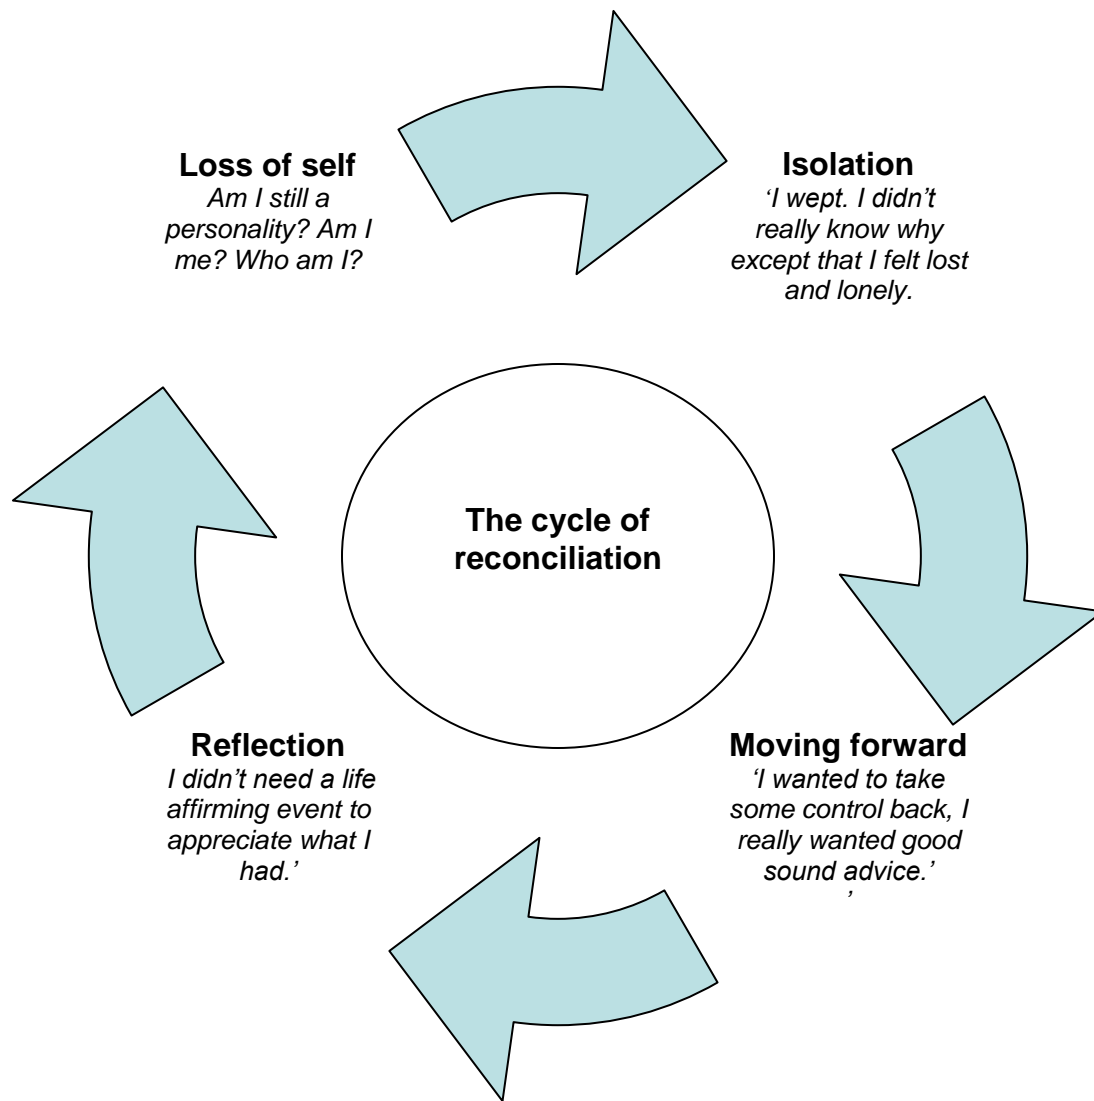 Loss of self
Am I still a
personality? Am I
me? Who am I?
Isolation
‘I wept. I didn’t
really know why
except that I felt lost
and lonely.
The cycle of
reconciliation
Reflection
I didn’t need a life
affirming event to
appreciate what I
had.’
Moving forward
‘I wanted to take
some control back, I
really wanted good
sound advice.’
’